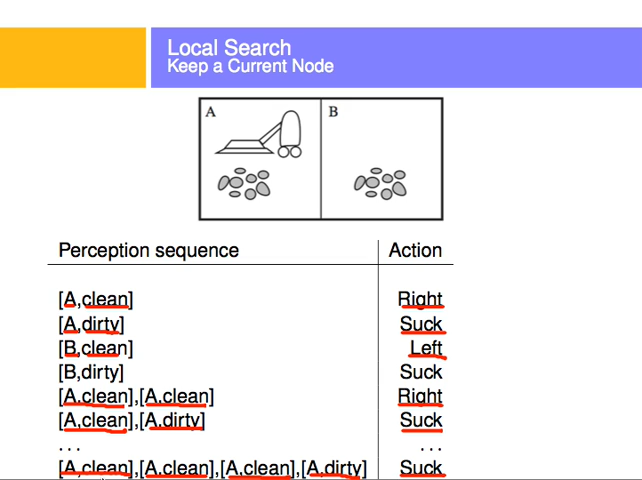 Local Search
Keep a Current Node
A B
Perception sequence Action
[A,clean] Right
[A,dirty] Suck
[B,clean] Left
[B,dirty] Suck
[A,clean],[A,clean] Right
[A,clean],[A,dirty] Suck
... ...
[A,clean],[A,clean],[A,clean],[A,dirty] Suck